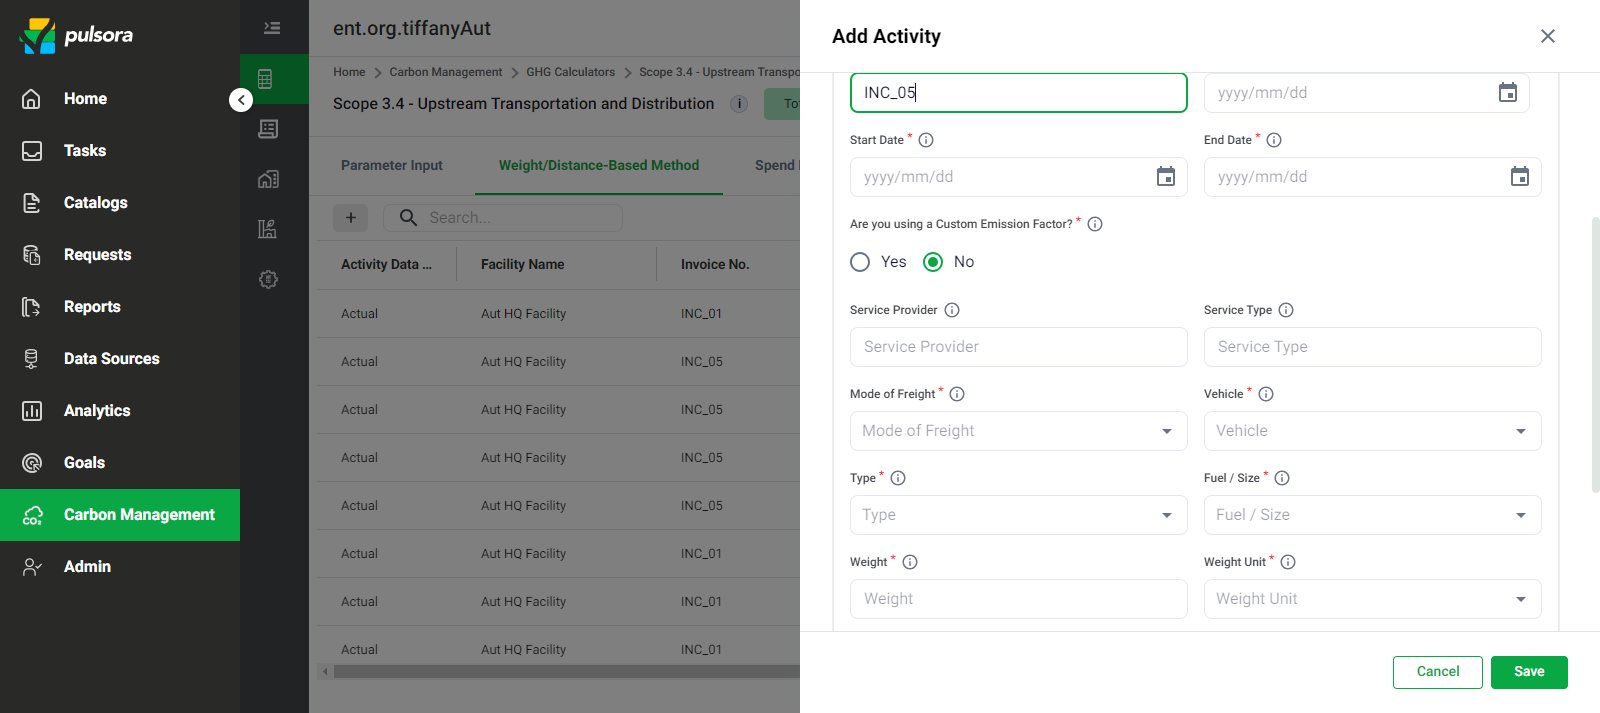 pulsora
Home
Tasks
Catalogs
Requests
Reports
Data Sources
Analytics
Goals
Carbon Management
Admin
ent.org.tiffanyAut
Home > Carbon Management > GHG Calculators > Scope 3.4 - Upstream Transpo
Scope 3.4 - Upstream Transportation and Distribution
To
Parameter Input Weight/Distance-Based Method Spend
Search...
Activity Data ... Facility Name Invoice No.
Actual Aut HQ Facility INC_01
Actual Aut HQ Facility INC_05
Actual Aut HQ Facility INC_05
Actual Aut HQ Facility INC_05
Actual Aut HQ Facility INC_05
Actual Aut HQ Facility INC_01
Actual Aut HQ Facility INC_01
Actual Aut HQ Facility INC_01
Add Activity
INC_05 yyyy/mm/dd
Start Date * End Date *
yyyy/mm/dd yyyy/mm/dd
Are you using a Custom Emission Factor? *
Yes No
Service Provider Service Type
Service Provider Service Type
Mode of Freight * Vehicle *
Mode of Freight Vehicle
Type * Fuel / Size *
Type Fuel / Size
Weight * Weight Unit *
Weight Weight Unit
Cancel Save